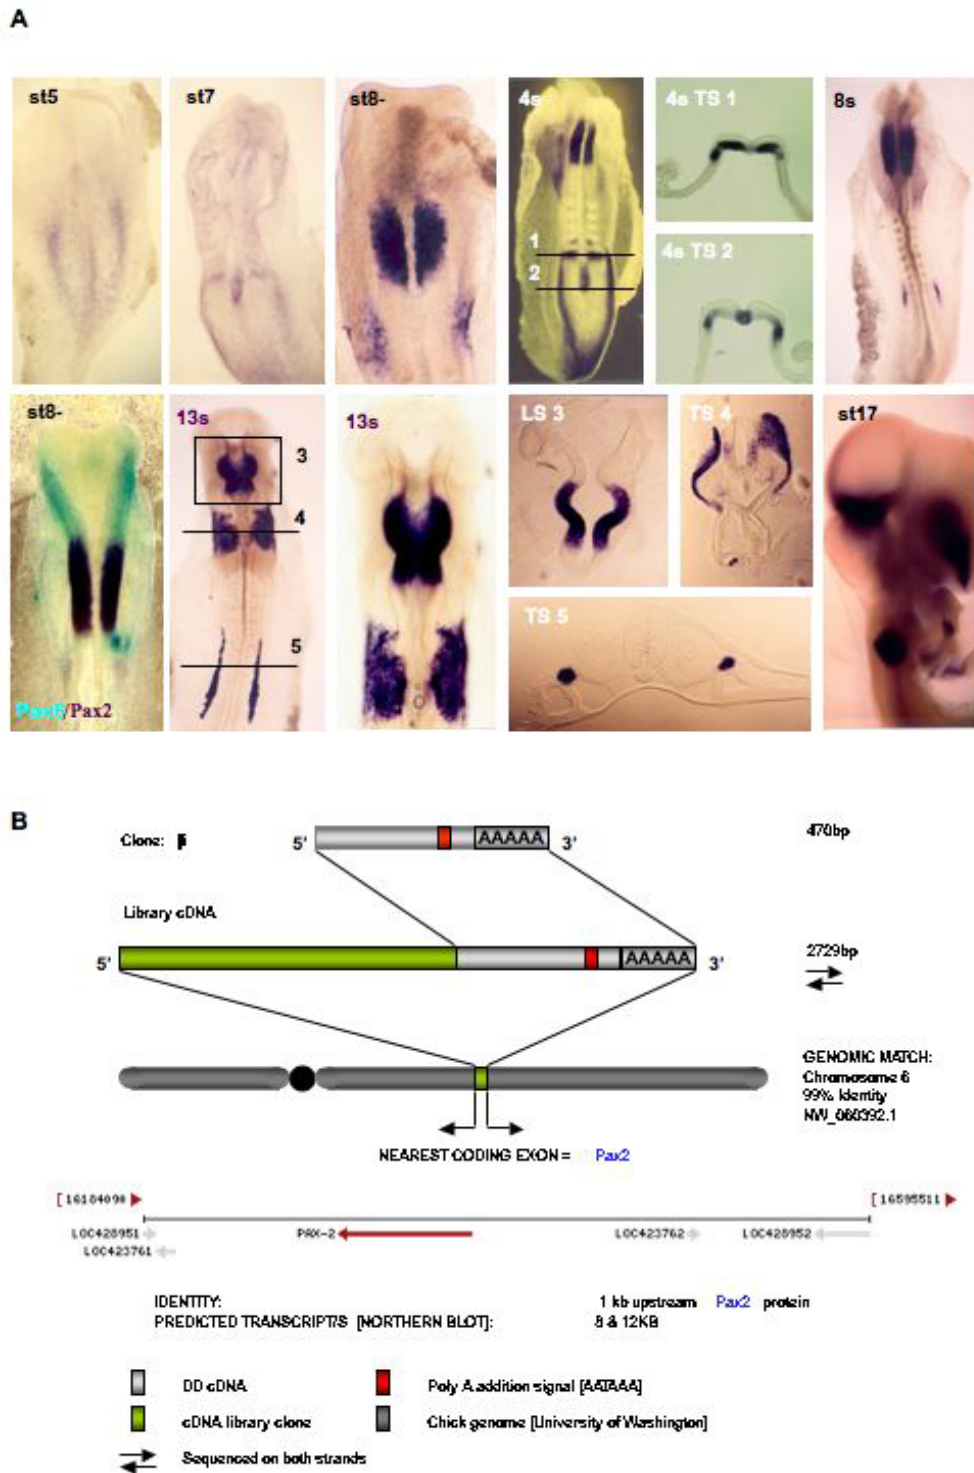 A
st5
st7
st8-
4s
4s TS 1
8s
1
2
4s TS 2
st8-
13s
13s
LS 3
TS 4
st17
3
4
5
TS 5
Pax6/Pax2
B
Clone:
5'
AAAAA
3'
470bp
Library cDNA
5'
AAAAA
3'
2729bp
GENOMIC MATCH:
Chromosome 6
99% Identity
NW_060392.1
NEAREST CODING EXON = Pax2
[16184090
[16595511
LOC428951
PAX-2
LOC423762
LOC428952
LOC423761
IDENTITY:
1 kb upstream Pax2 protein
PREDICTED TRANSCRIPT/S [NORTHERN BLOT]:
8 & 12KB
DD cDNA
Poly A addition signal [AATAAA]
cDNA library clone
Chick genome [University of Washington]
Sequenced on both strands